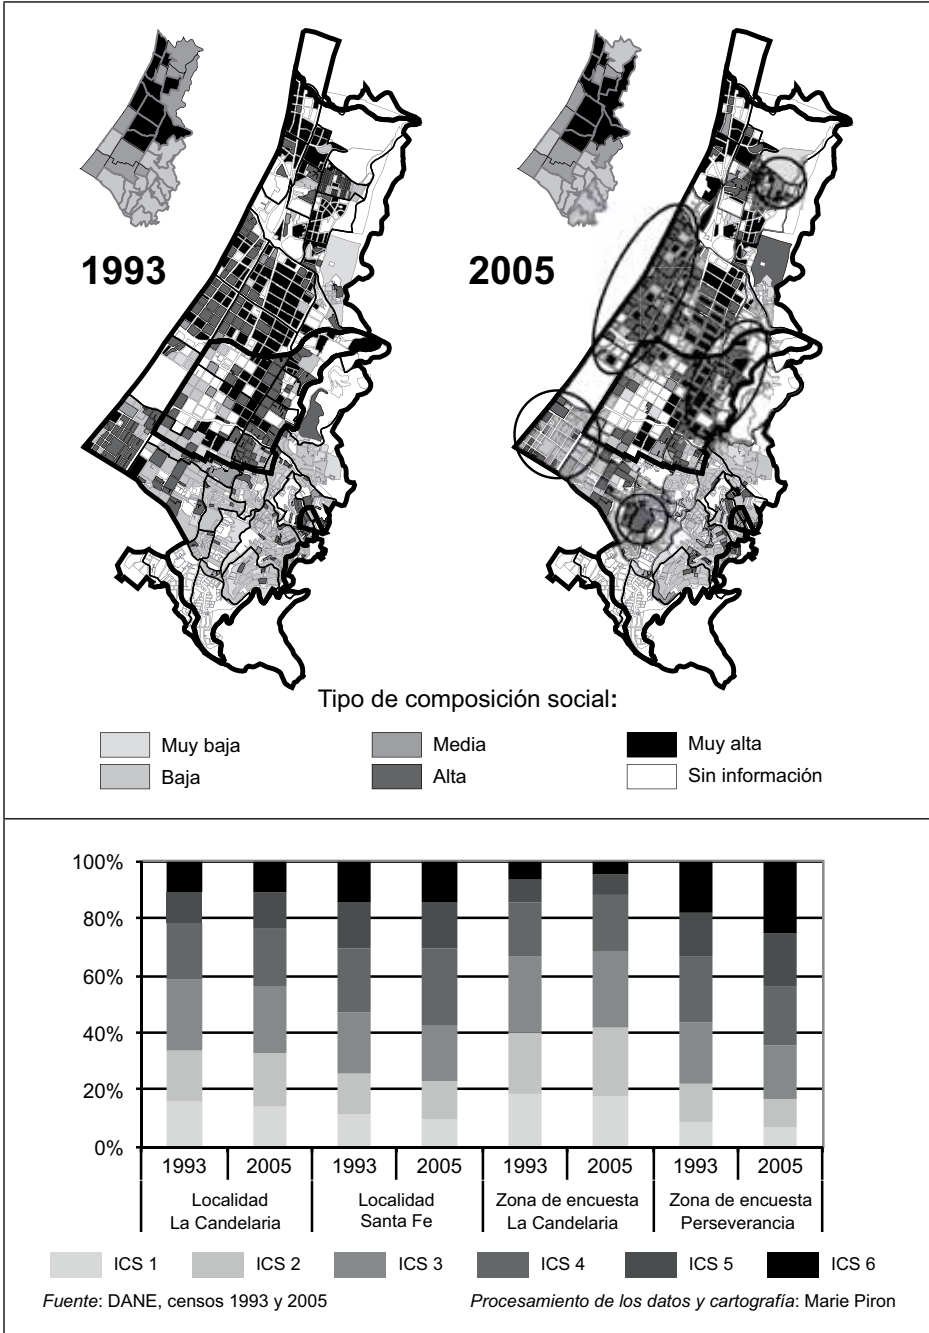 1993
2005
Tipo de composición social:
Muy baja
Media
Muy alta
Baja
Alta
Sin información
100%
80%
60%
40%
20%
0%
1993 2005 1993 2005 1993 2005 1993 2005
Localidad
La Candelaria
Localidad
Santa Fe
Zona de encuesta
La Candelaria
Zona de encuesta
Perseverancia
ICS 1 ICS 2 ICS 3 ICS 4 ICS 5 ICS 6
Fuente: DANE, censos 1993 y 2005
Procesamiento de los datos y cartografía: Marie Piron